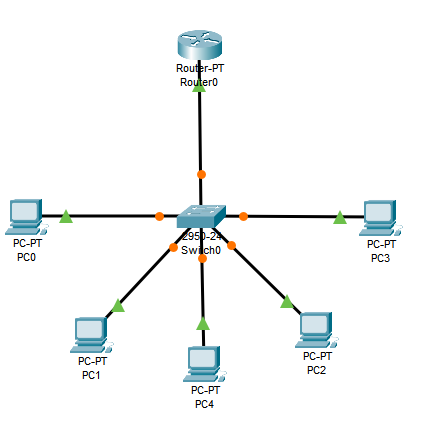 Router-PT
Router0
2950-24
Switch0
PC-PT
PC0
PC-PT
PC3
PC-PT
PC1
PC-PT
PC4
PC-PT
PC2